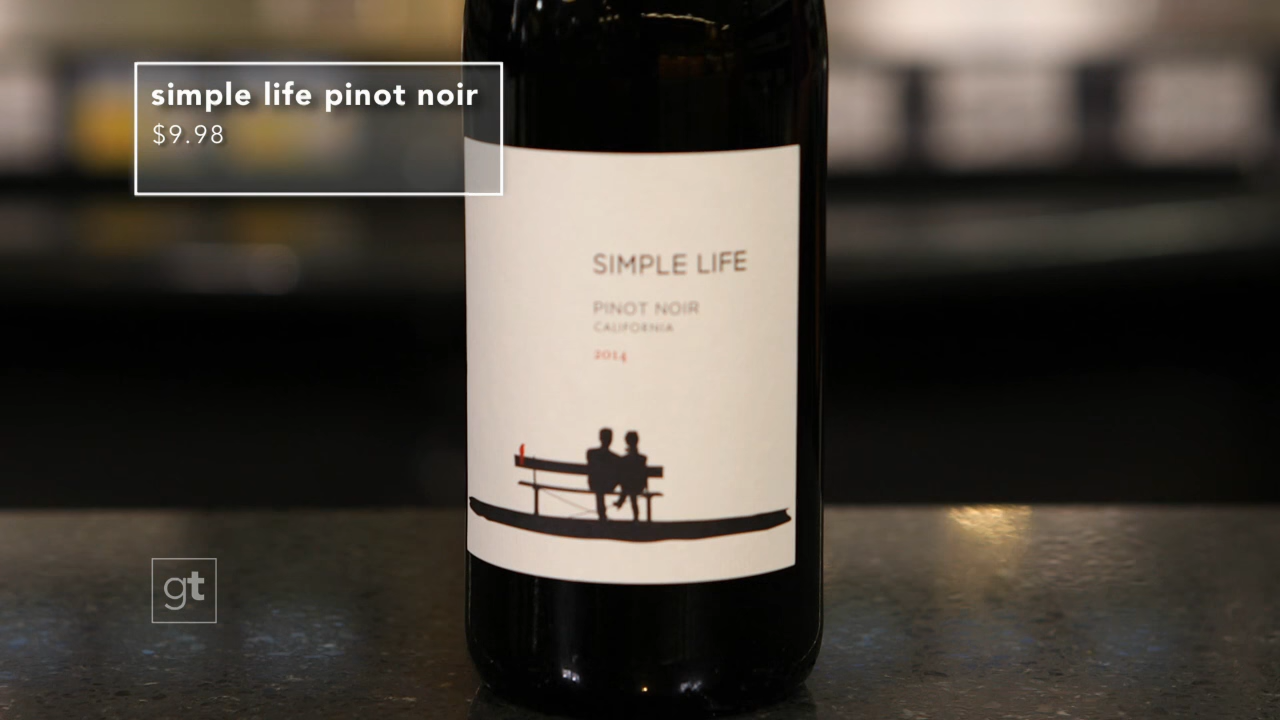 simple life pinot noir
$9.98
SIMPLE LIFE
PINOT NOIR
CALIFORNIA
2014
gt